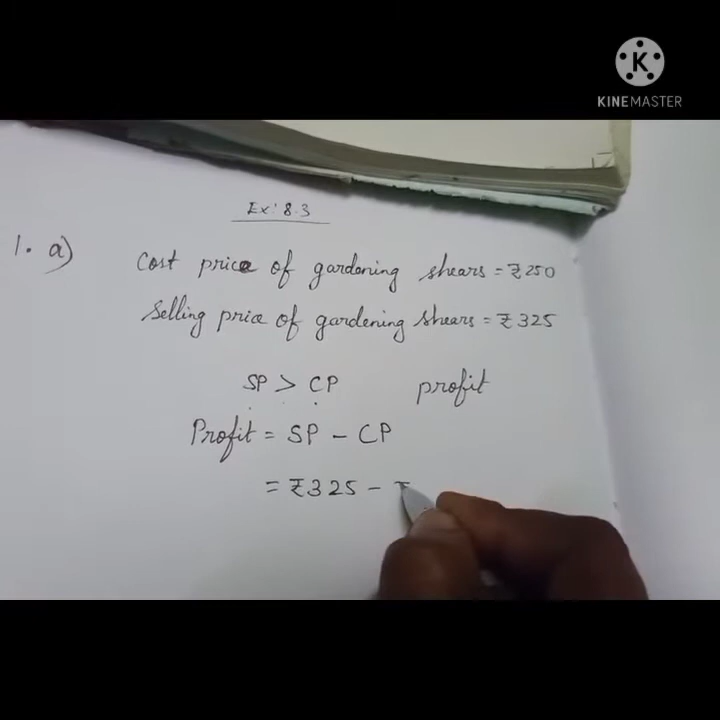 KINEMASTER
Ex: 8.3
1. a)
Cost price of gardening shears = ₹250
Selling price of gardening shears = ₹325
SP > CP profit
Profit = SP - CP
= ₹325 -